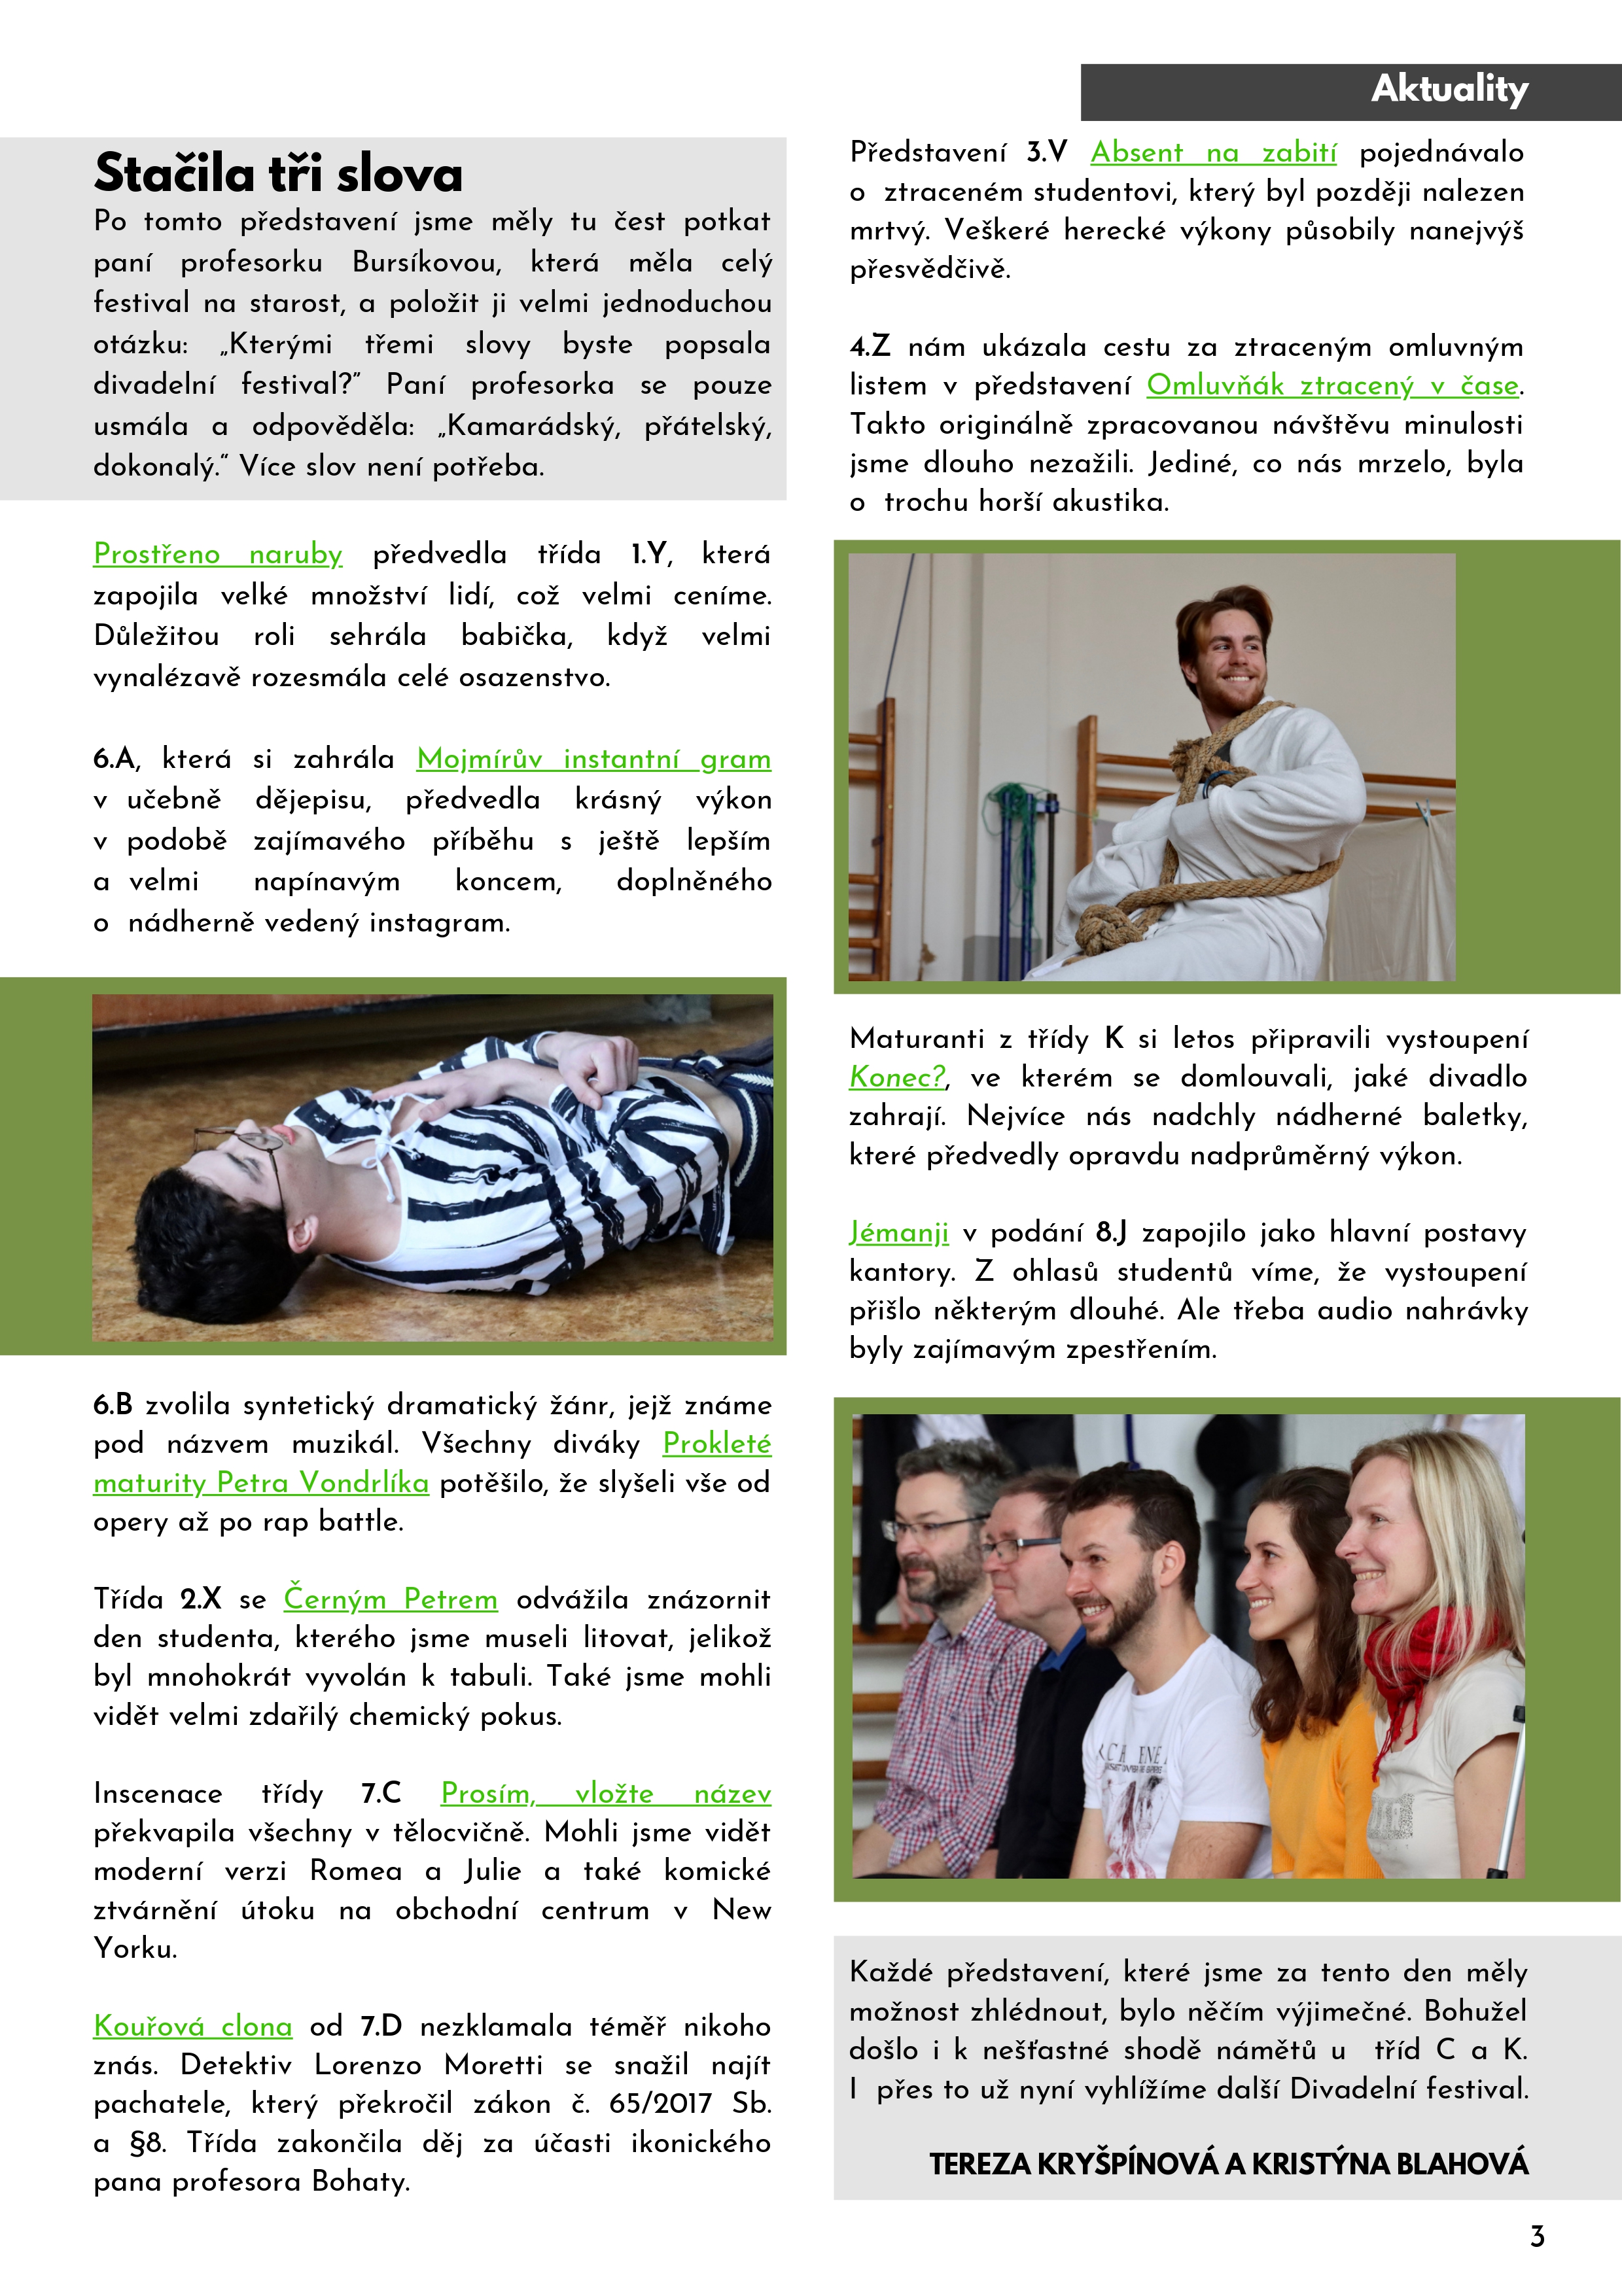 Aktuality
Stačila tři slova
Po tomto představení jsme měly tu čest potkat
paní profesorku Bursíkovou, která měla celý
festival na starost, a položit ji velmi jednoduchou
otázku: „Kterými třemi slovy byste popsala
divadelní festival?” Paní profesorka se pouze
usmála a odpověděla: „Kamarádský, přátelský,
dokonalý.“ Více slov není potřeba.
Prostřeno naruby předvedla třída 1.Y, která
zapojila velké množství lidí, což velmi ceníme.
Důležitou roli sehrála babička, když velmi
vynalézavě rozesmála celé osazenstvo.
6.A, která si zahrála Mojmírův instantní gram
v učebně dějepisu, předvedla krásný výkon
v podobě zajímavého příběhu s ještě lepším
a velmi napínavým koncem, doplněného
o nádherně vedený instagram.
6.B zvolila syntetický dramatický žánr, jejž známe
pod názvem muzikál. Všechny diváky Prokleté
maturity Petra Vondrlíka potěšilo, že slyšeli vše od
opery až po rap battle.
Třída 2.X se Černým Petrem odvážila znázornit
den studenta, kterého jsme museli litovat, jelikož
byl mnohokrát vyvolán k tabuli. Také jsme mohli
vidět velmi zdařilý chemický pokus.
Inscenace třídy 7.C Prosím, vložte název
překvapila všechny v tělocvičně. Mohli jsme vidět
moderní verzi Romea a Julie a také komické
ztvárnění útoku na obchodní centrum v New
Yorku.
Kouřová clona od 7.D nezklamala téměř nikoho
znás. Detektiv Lorenzo Moretti se snažil najít
pachatele, který překročil zákon č. 65/2017 Sb.
a §8. Třída zakončila děj za účasti ikonického
pana profesora Bohaty.
Představení 3.V Absent na zabití pojednávalo
o ztraceném studentovi, který byl později nalezen
mrtvý. Veškeré herecké výkony působily nanejvýš
přesvědčivě.
4.Z nám ukázala cestu za ztraceným omluvným
listem v představení Omluvňák ztracený v čase.
Takto originálně zpracovanou návštěvu minulosti
jsme dlouho nezažili. Jediné, co nás mrzelo, byla
o trochu horší akustika.
Maturanti z třídy K si letos připravili vystoupení
Konec?, ve kterém se domlouvali, jaké divadlo
zahrají. Nejvíce nás nadchly nádherné baletky,
které předvedly opravdu nadprůměrný výkon.
Jémanji v podání 8.J zapojilo jako hlavní postavy
kantory. Z ohlasů studentů víme, že vystoupení
přišlo některým dlouhé. Ale třeba audio nahrávky
byly zajímavým zpestřením.
Každé představení, které jsme za tento den měly
možnost zhlédnout, bylo něčím výjimečné. Bohužel
došlo i k nešťastné shodě námětů u tříd C a K.
I přes to už nyní vyhlížíme další Divadelní festival.
TEREZA KRYŠPÍNOVÁ A KRISTÝNA BLAHOVÁ
3